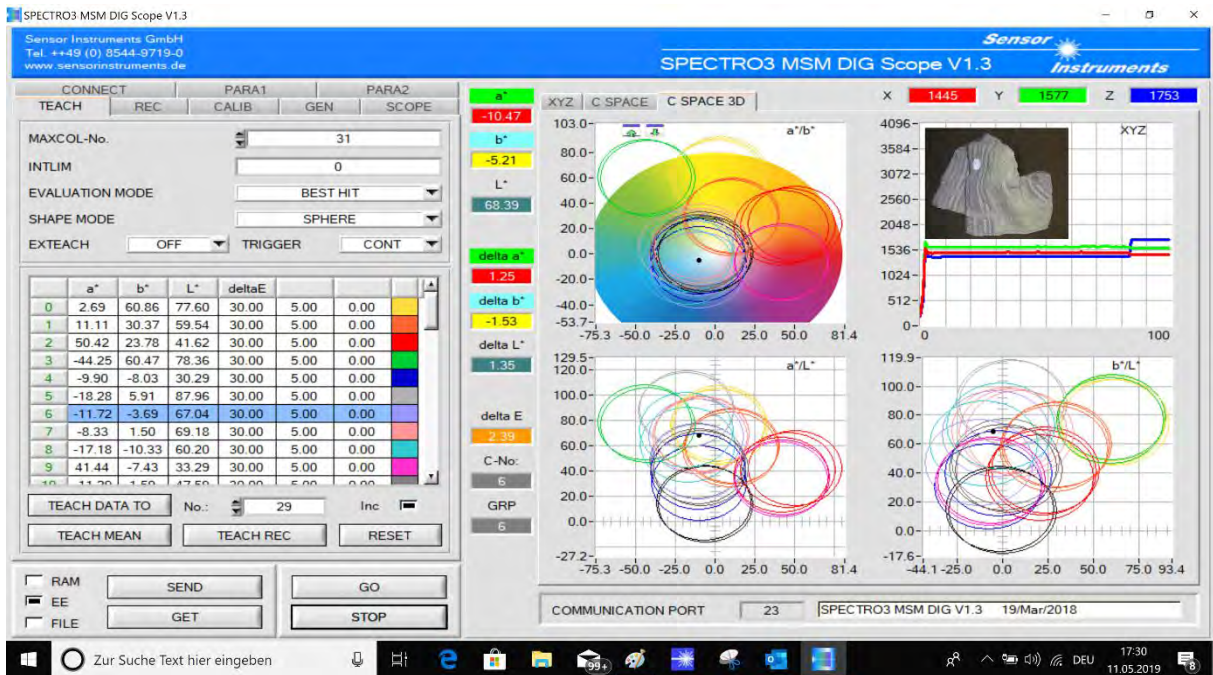 SPECTRO3 MSM DIG Scope V1.3
Sensor Instruments GmbH
Tel. ++49 (0) 8544-9719-0
www.sensorinstruments.de
Sensor
Instruments
SPECTRO3 MSM DIG Scope V1.3
CONNECT PARA1 PARA2
TEACH REC CALIB GEN SCOPE
MAXCOL-No. 31
INTLIM 0
EVALUATION MODE BEST HIT
SHAPE MODE SPHERE
EXTEACH OFF TRIGGER CONT
a* b* L* deltaE
0 2.69 60.86 77.60 30.00 5.00 0.00
1 11.11 30.37 59.54 30.00 5.00 0.00
2 50.42 23.78 41.62 30.00 5.00 0.00
3 -44.25 60.47 78.36 30.00 5.00 0.00
4 -9.90 -8.03 30.29 30.00 5.00 0.00
5 -18.28 5.91 87.96 30.00 5.00 0.00
6 -11.72 -3.69 67.04 30.00 5.00 0.00
7 -8.33 1.50 69.18 30.00 5.00 0.00
8 -17.18 -10.33 60.20 30.00 5.00 0.00
9 41.44 -7.43 33.29 30.00 5.00 0.00
TEACH DATA TO No.: 29 Inc
TEACH MEAN TEACH REC RESET
RAM
EE
FILE
SEND GO
GET STOP
a*
-10.47
b*
-5.21
L*
68.39
delta a*
1.25
delta b*
-1.53
delta L*
1.35
delta E
2.39
C-No:
6
GRP
6
XYZ C SPACE C SPACE 3D
X 1445 Y 1577 Z 1753
a*/b*
103.0-
80.0-
60.0-
40.0-
20.0-
0.0-
-20.0-
-40.0-
-53.7-
-75.3 -50.0 -25.0 0.0 25.0 50.0 81.4
XYZ
4096-
3584-
3072-
2560-
2048-
1536-
1024-
512-
0-
0 100
a*/L*
129.5-
120.0-
100.0-
80.0-
60.0-
40.0-
20.0-
0.0-
-27.2-
-75.3 -50.0 -25.0 0.0 25.0 50.0 81.4
b*/L*
119.9-
100.0-
80.0-
60.0-
40.0-
20.0-
0.0-
-17.6-
-44.1 -25.0 0.0 25.0 50.0 75.0 93.4
COMMUNICATION PORT 23 SPECTRO3 MSM DIG V1.3 19/Mar/2018
Zur Suche Text hier eingeben
99+
DEU
17:30
11.05.2019
8